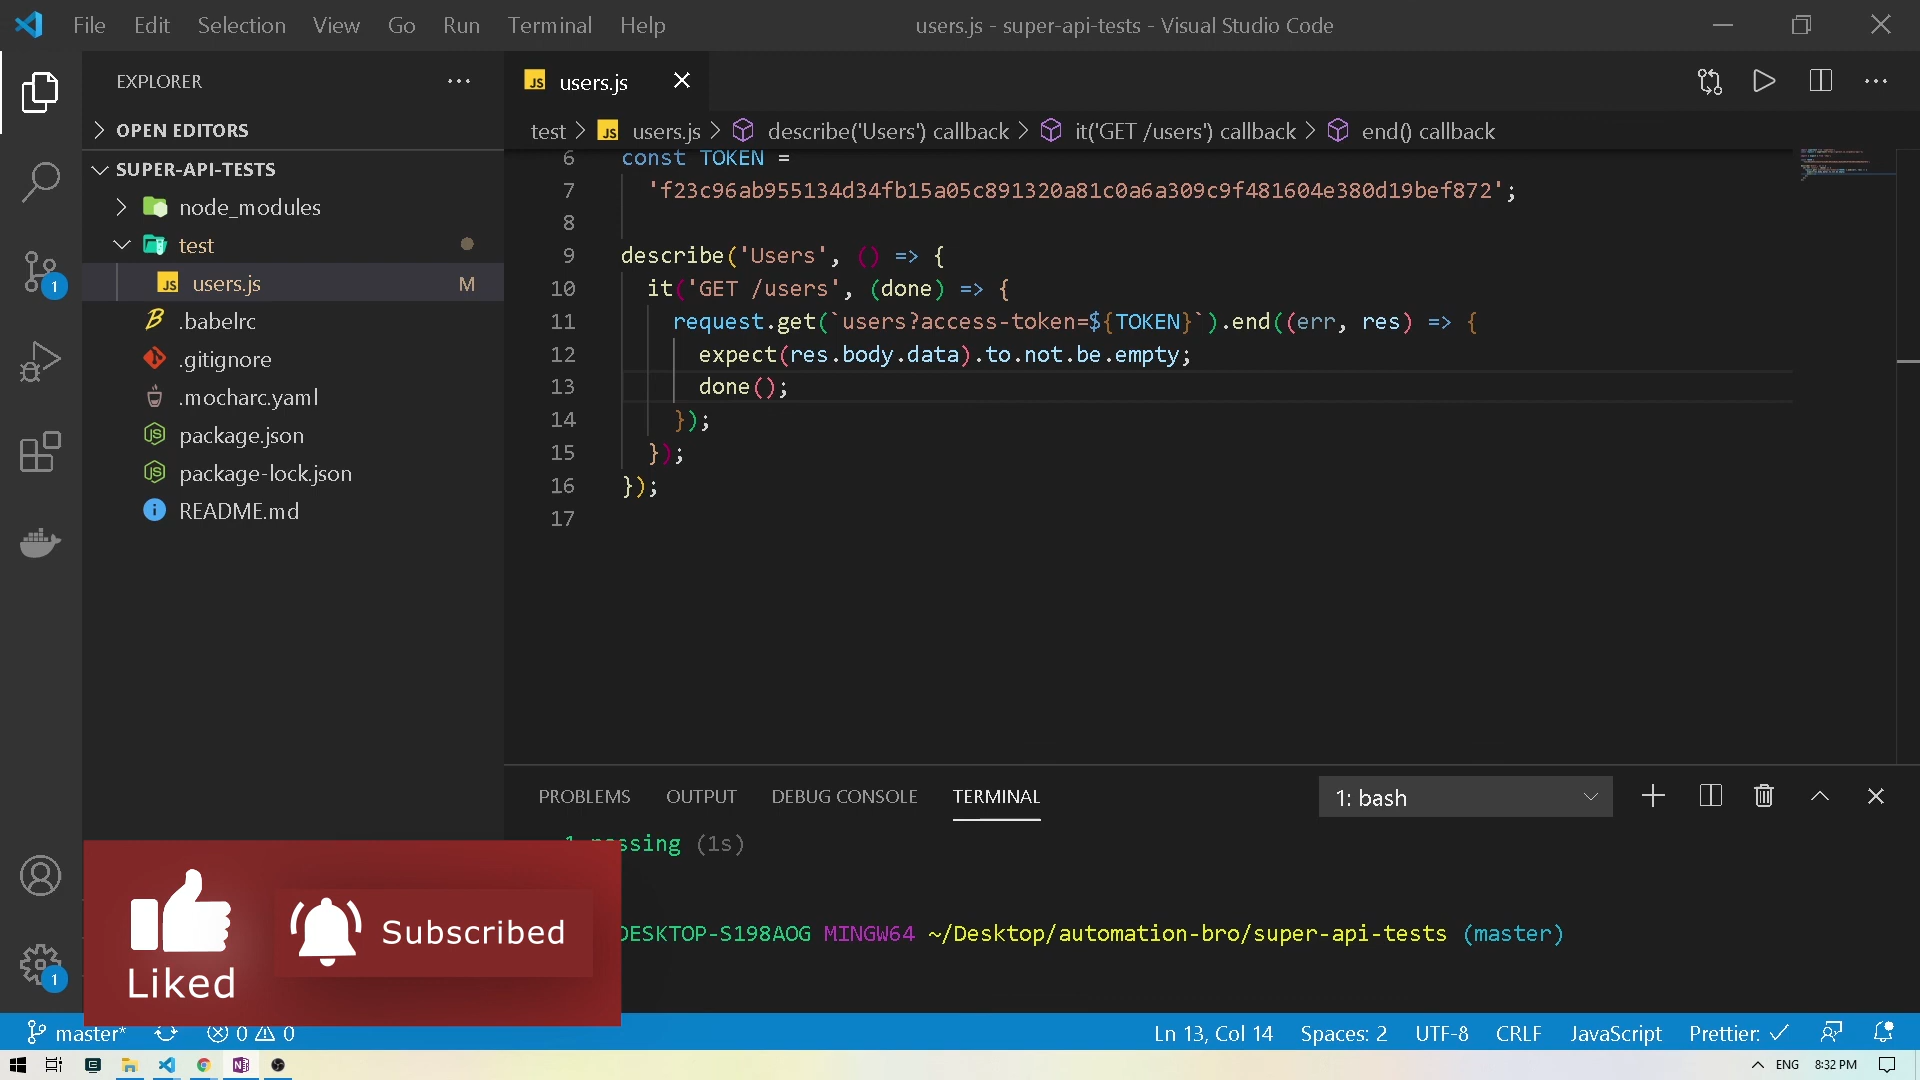 File Edit Selection View Go Run Terminal Help
users.js - super-api-tests - Visual Studio Code
EXPLORER
OPEN EDITORS
SUPER-API-TESTS
node_modules
test
users.js M
.babelrc
.gitignore
.mocharc.yaml
package.json
package-lock.json
README.md
1
JS users.js
test > JS users.js > describe('Users') callback > it('GET /users') callback > end() callback
6 const TOKEN =
7 'f23c96ab955134d34fb15a05c891320a81c0a6a309c9f481604e380d19bef872';
8
9 describe('Users', () => {
10 it('GET /users', (done) => {
11 request.get(`users?access-token=${TOKEN}`).end((err, res) => {
12 expect(res.body.data).to.not.be.empty;
13 done();
14 });
15 });
16 });
17
PROBLEMS OUTPUT DEBUG CONSOLE TERMINAL
1: bash
1 passing (1s)
DESKTOP-S198AOG MINGW64 ~/Desktop/automation-bro/super-api-tests (master)
Liked
Subscribed
1
master* 0 0
Ln 13, Col 14 Spaces: 2 UTF-8 CRLF JavaScript Prettier: ✓
ENG 8:32 PM